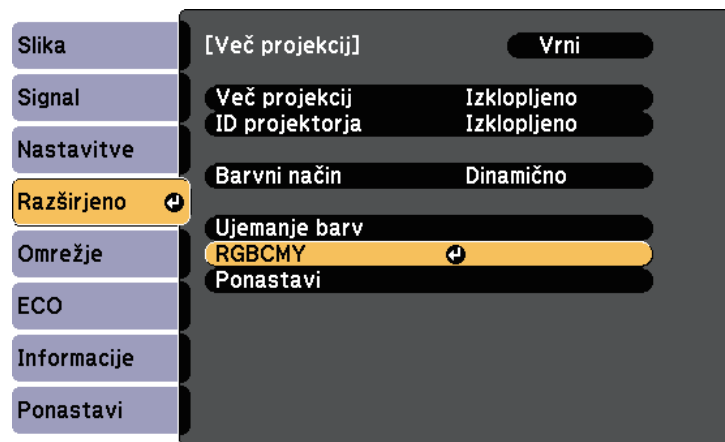 Slika
Signal
Nastavitve
Razširjeno
Omrežje
ECO
Informacije
Ponastavi
[Več projekcij] Vrni
Več projekcij Izklopljeno
ID projektorja Izklopljeno
Barvni način Dinamično
Ujemanje barv
RGBCMY
Ponastavi